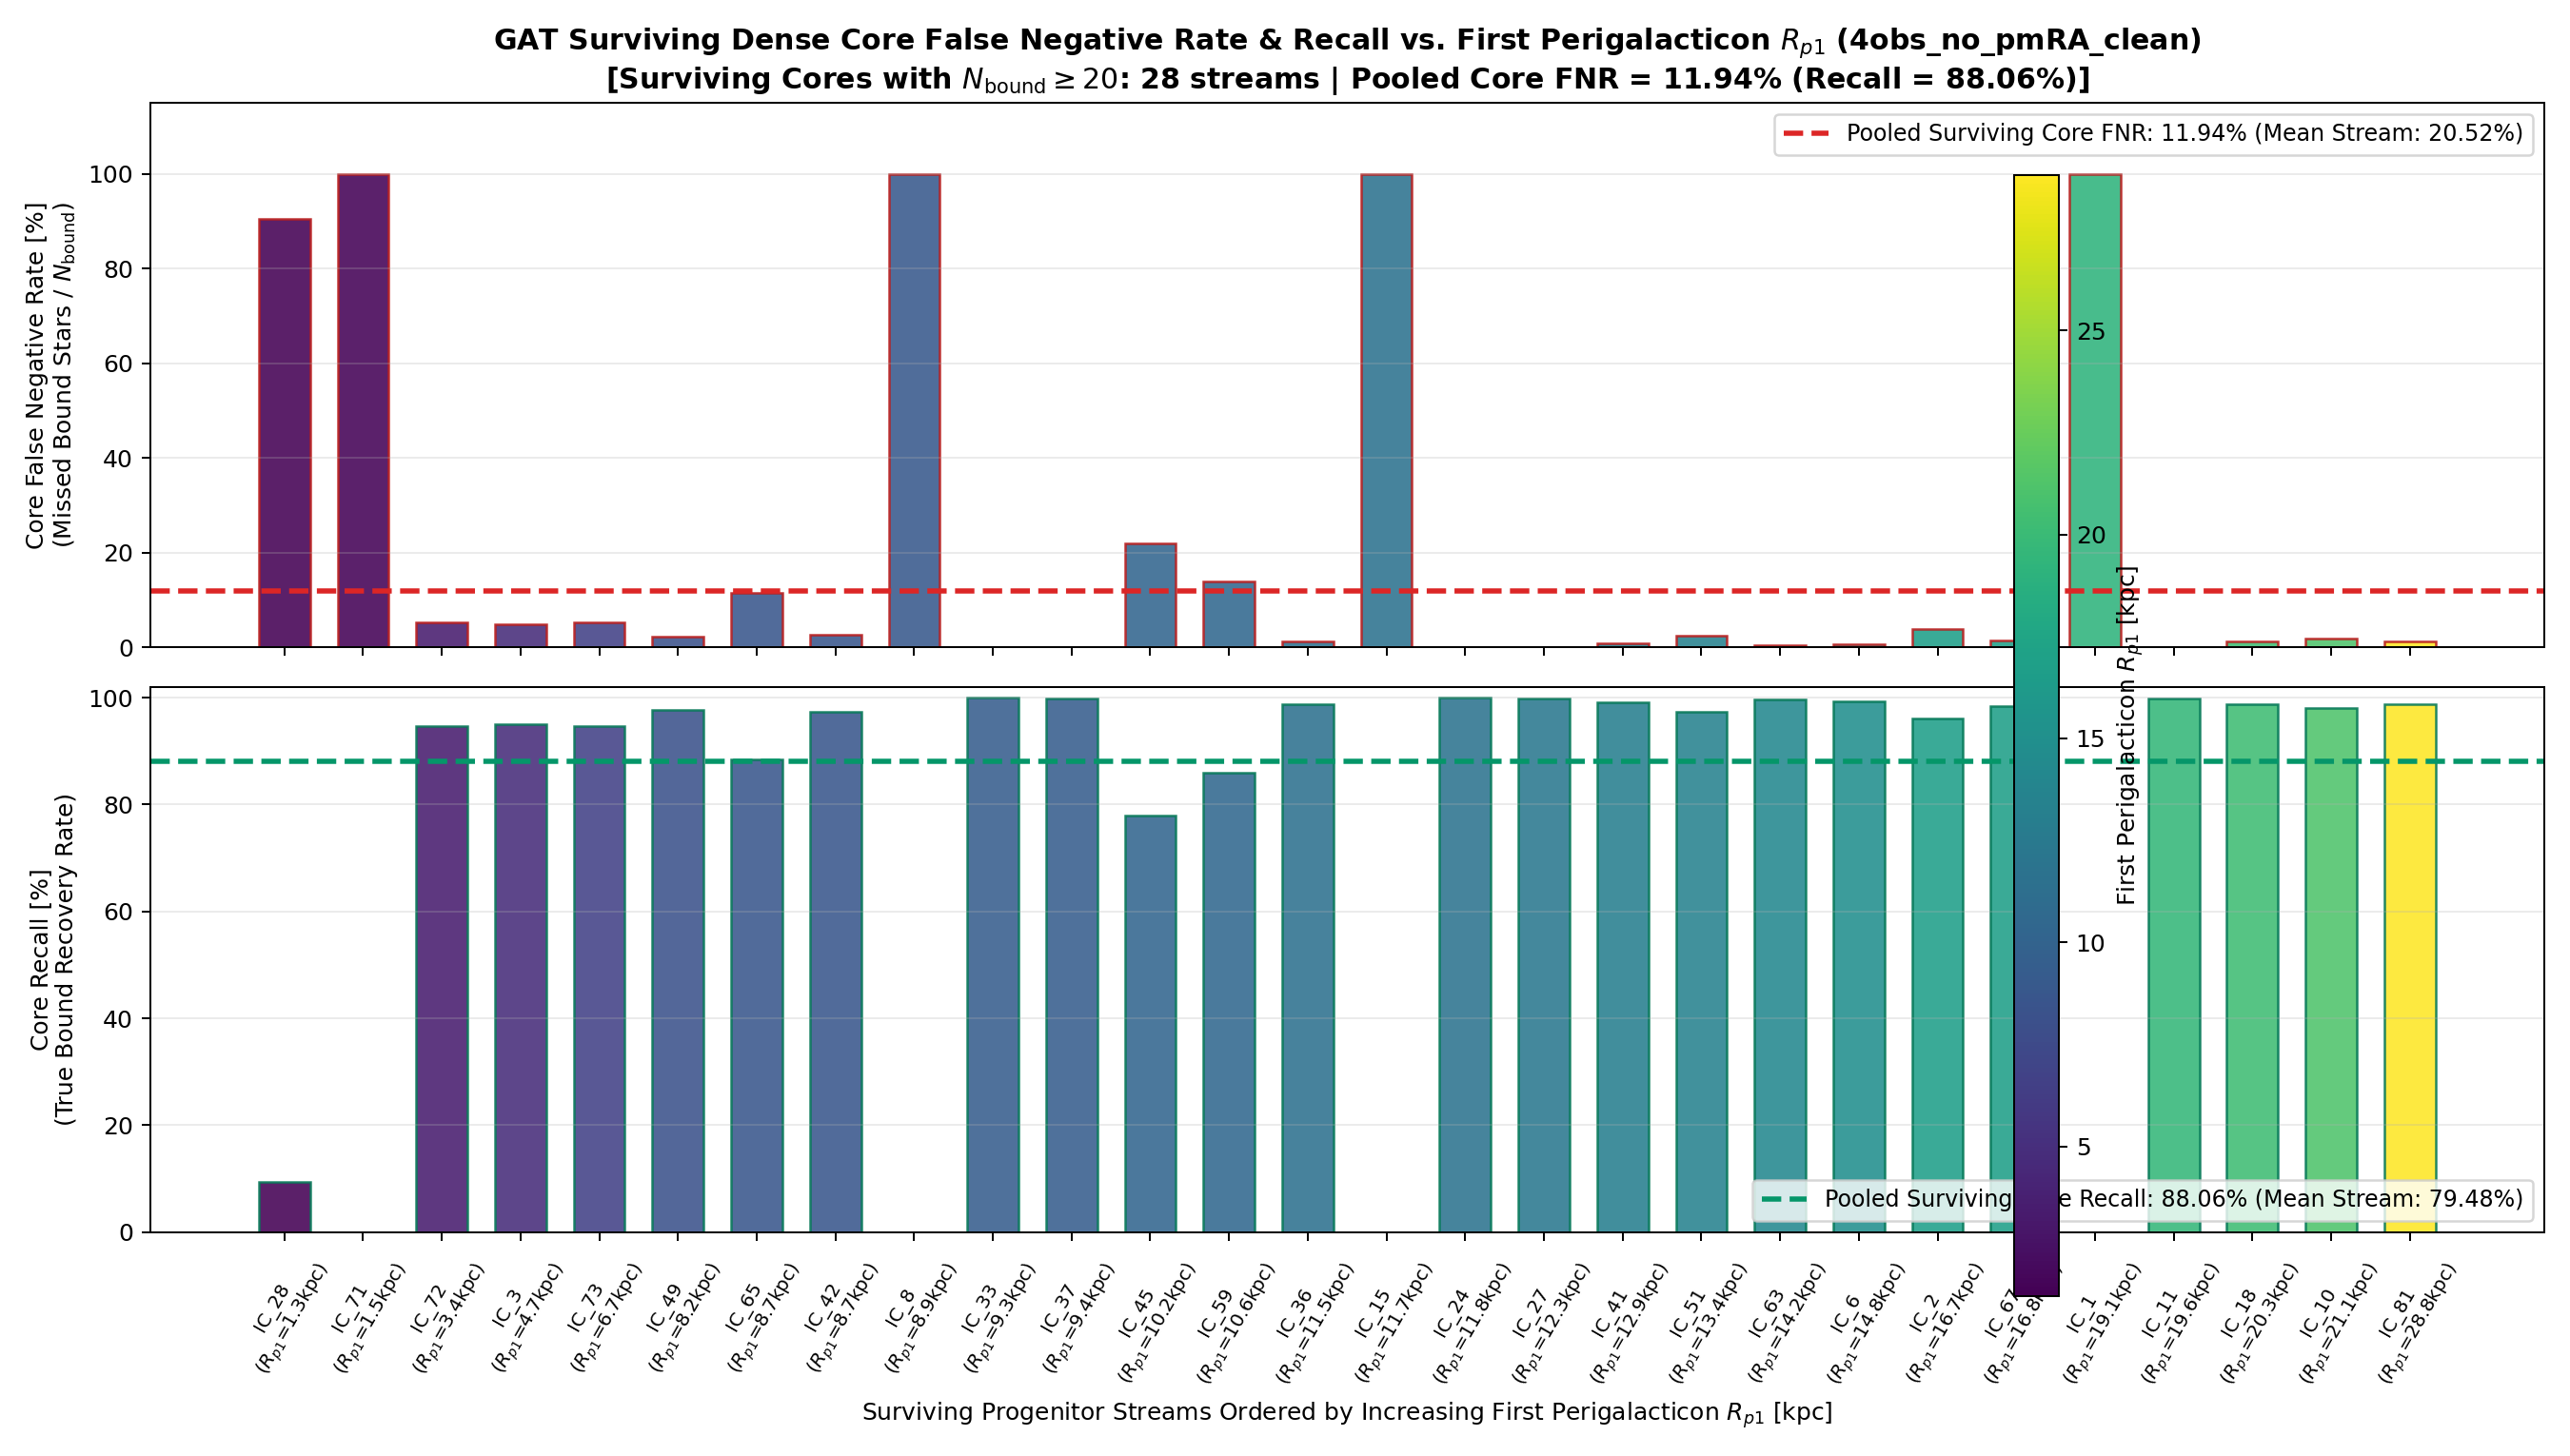 GAT Surviving Dense Core False Negative Rate & Recall vs. First Perigalacticon R_p1 (4obs_no_pmRA_clean)
[Surviving Cores with N_bound ≥ 20: 28 streams | Pooled Core FNR = 11.94% (Recall = 88.06%)]
Pooled Surviving Core FNR: 11.94% (Mean Stream: 20.52%)
Core False Negative Rate [%]
(Missed Bound Stars / N_bound)
100
80
60
40
20
0
25
20
15
10
5
First Perigalacticon R_p1 [kpc]
Core Recall [%]
(True Bound Recovery Rate)
100
80
60
40
20
0
Pooled Surviving e Recall: 88.06% (Mean Stream: 79.48%)
IC_28
(R_p1=1.3kpc)
IC_71
(R_p1=1.5kpc)
IC_72
(R_p1=3.4kpc)
IC_3
(R_p1=4.7kpc)
IC_73
(R_p1=6.7kpc)
IC_49
(R_p1=8.2kpc)
IC_65
(R_p1=8.7kpc)
IC_42
(R_p1=8.7kpc)
IC_8
(R_p1=8.9kpc)
IC_33
(R_p1=9.3kpc)
IC_37
(R_p1=9.4kpc)
IC_45
(R_p1=10.2kpc)
IC_59
(R_p1=10.6kpc)
IC_36
(R_p1=11.5kpc)
IC_15
(R_p1=11.7kpc)
IC_24
(R_p1=11.8kpc)
IC_27
(R_p1=12.3kpc)
IC_41
(R_p1=12.9kpc)
IC_51
(R_p1=13.4kpc)
IC_63
(R_p1=14.2kpc)
IC_6
(R_p1=14.8kpc)
IC_2
(R_p1=16.7kpc)
IC_67
(R_p1=16.8k
IC_1
(R_p1=19.1kpc)
IC_11
(R_p1=19.6kpc)
IC_18
(R_p1=20.3kpc)
IC_10
(R_p1=21.1kpc)
IC_81
(R_p1=28.8kpc)
Surviving Progenitor Streams Ordered by Increasing First Perigalacticon R_p1 [kpc]